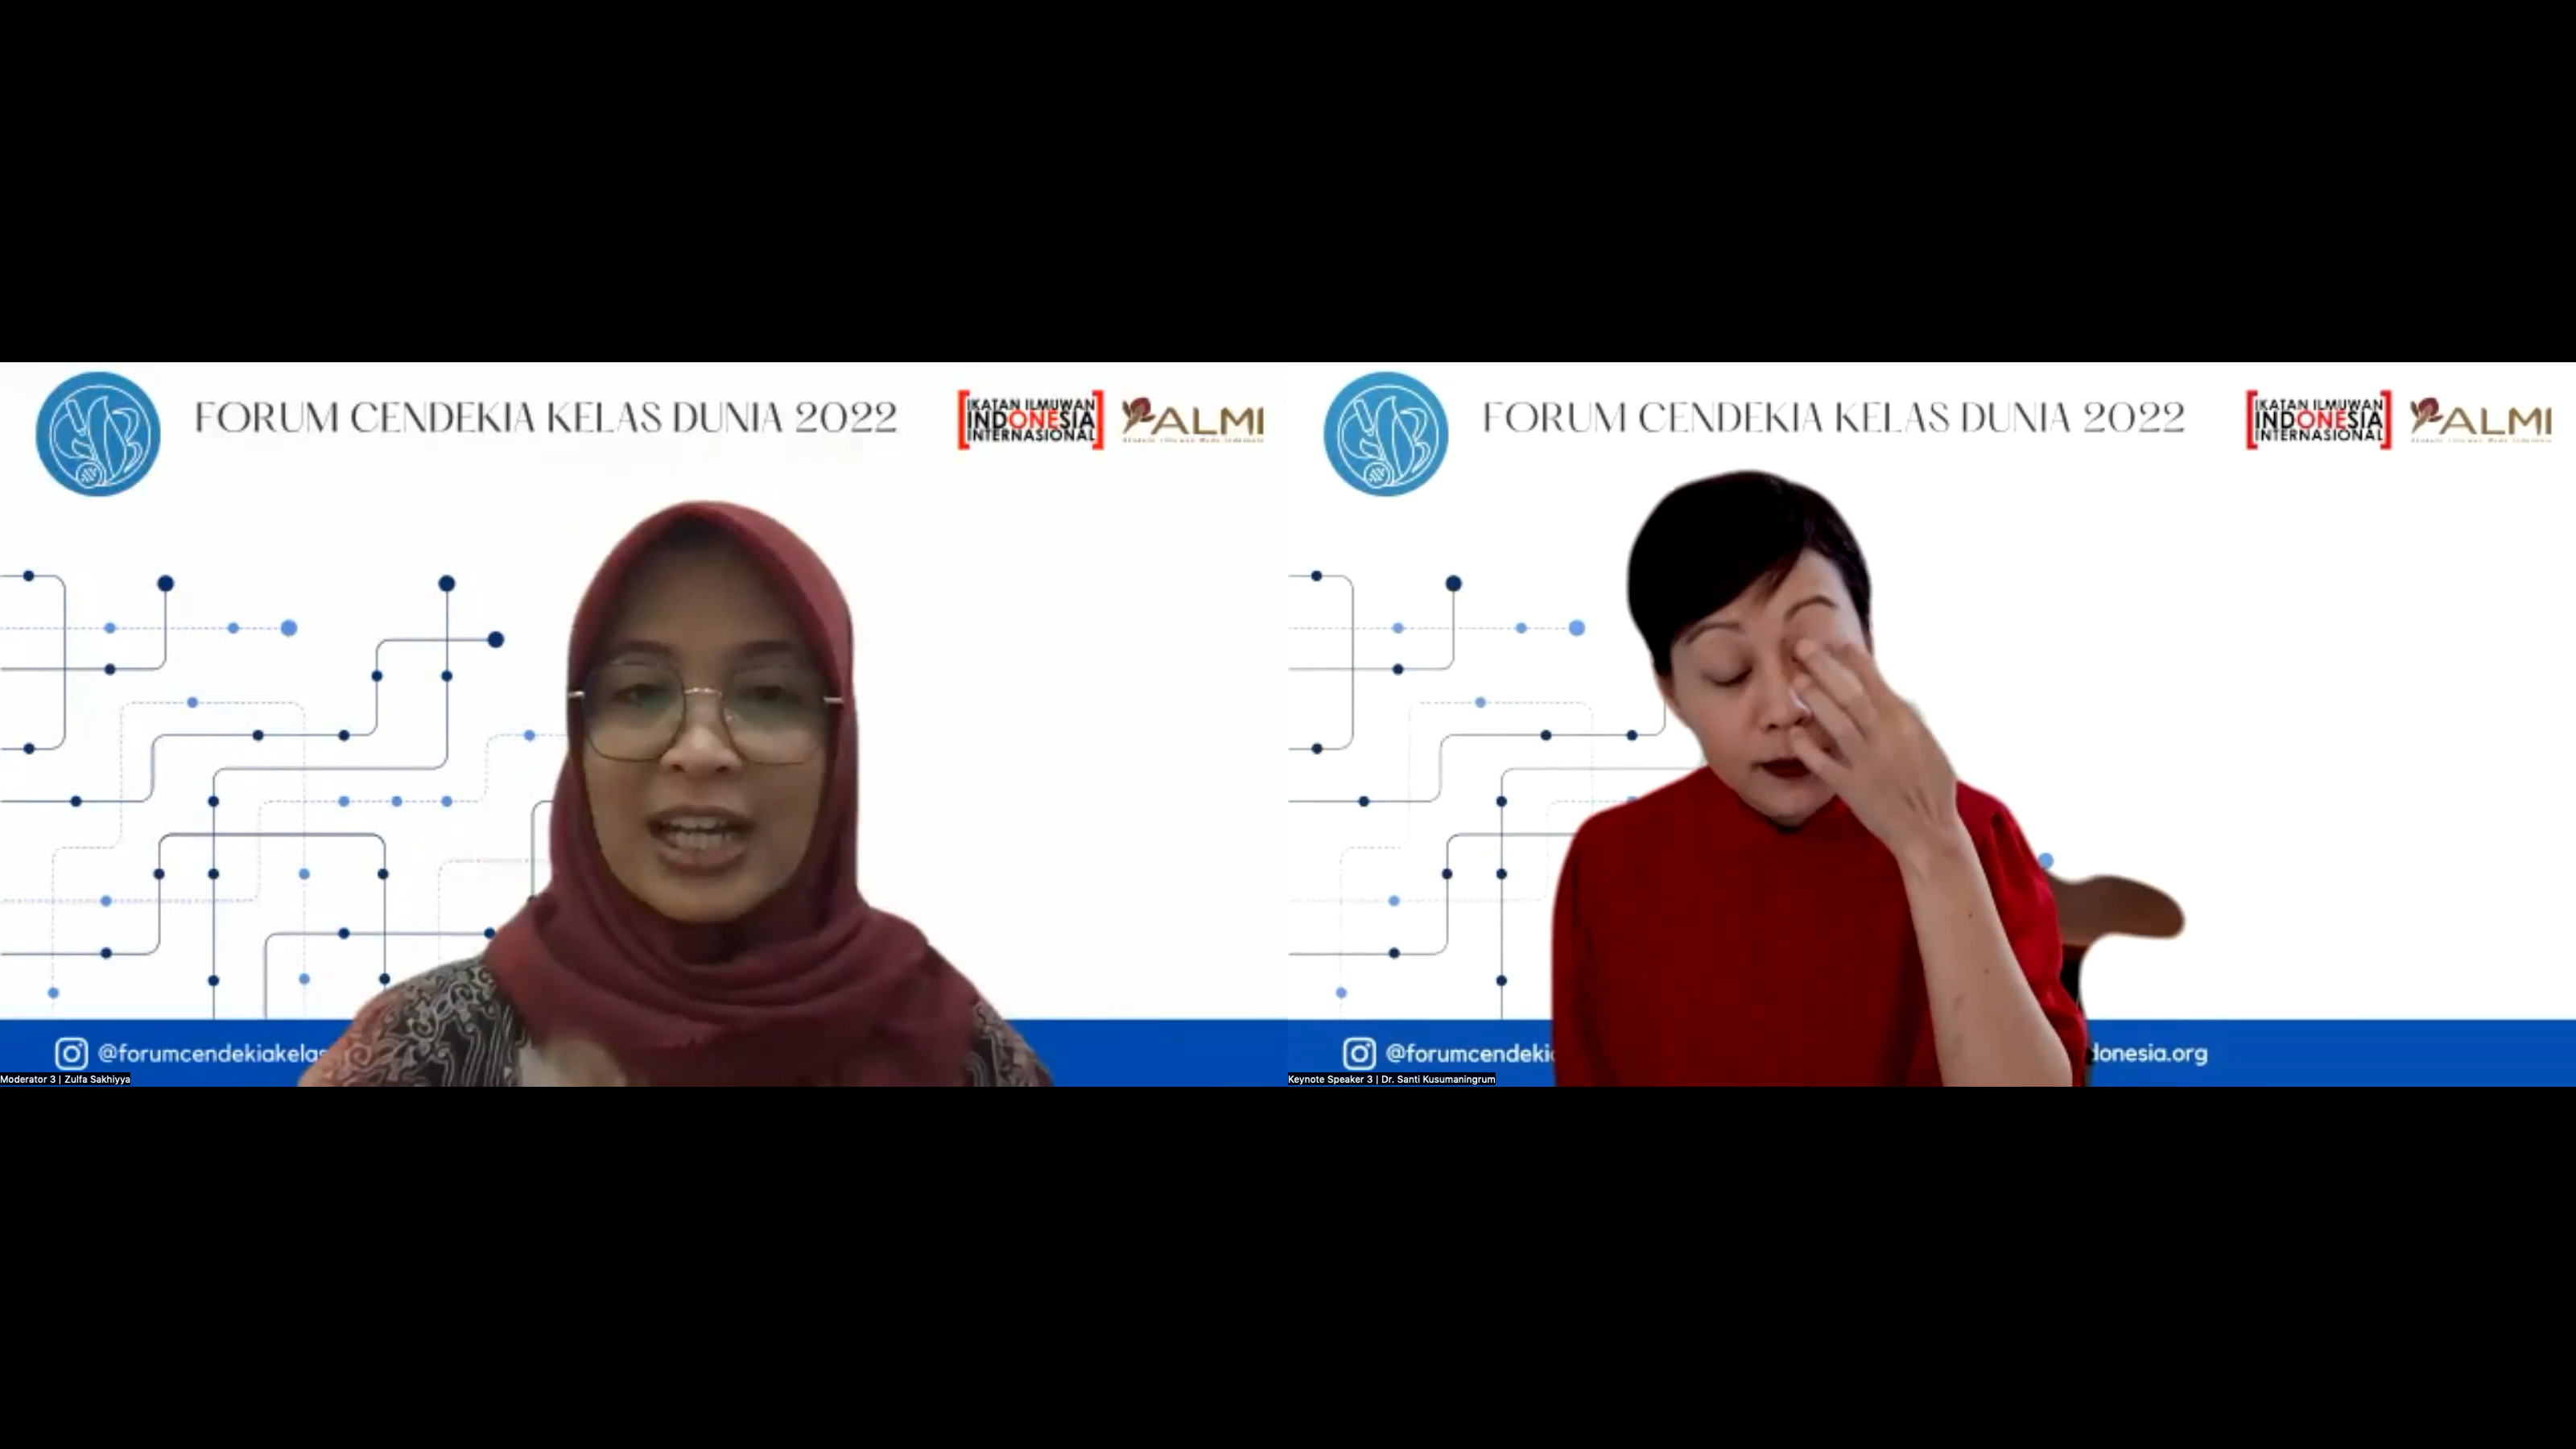 FORUM CENDEKIA KELAS DUNIA 2022
IKATAN ILMUWAN
INDONESIA
INTERNASIONAL
ALMI
@forumcendekiakelas
Moderator 3 | Zulfa Sakhiyya
FORUM CENDEKIA KELAS DUNIA 2022
IKATAN ILMUWAN
INDONESIA
INTERNASIONAL
ALMI
@forumcendekia
donesia.org
Keynote Speaker 3 | Dr. Santi Kusumaningrum